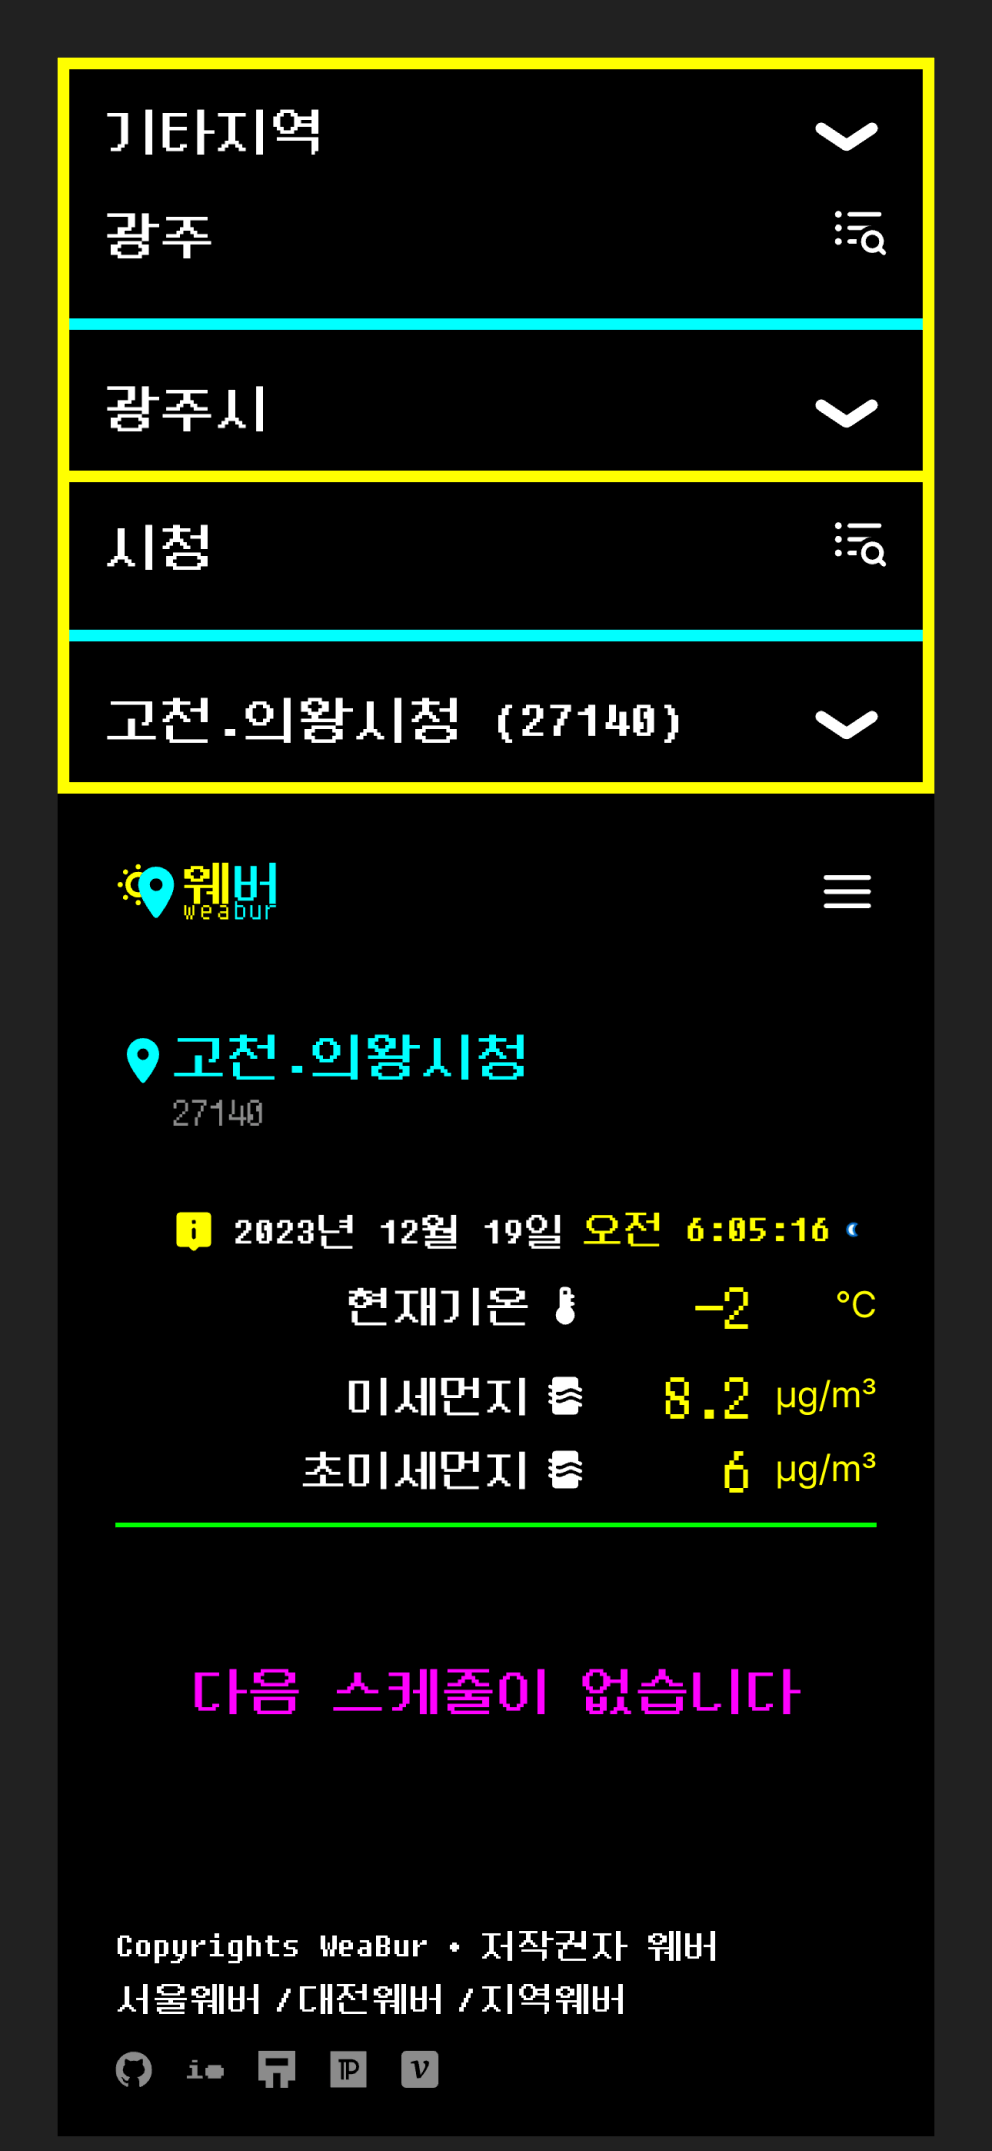 기타지역
광주
광주시
시청
고천.의왕시청 (27140)
웨버
weabur
고천.의왕시청
27140
2023년 12월 19일 오전 6:05:16
현재기온 -2 °C
미세먼지 8.2 μg/m³
초미세먼지 6 μg/m³
다음 스케줄이 없습니다
Copyrights WeaBur • 저작권자 웨버
서울웨버 /대전웨버 /지역웨버